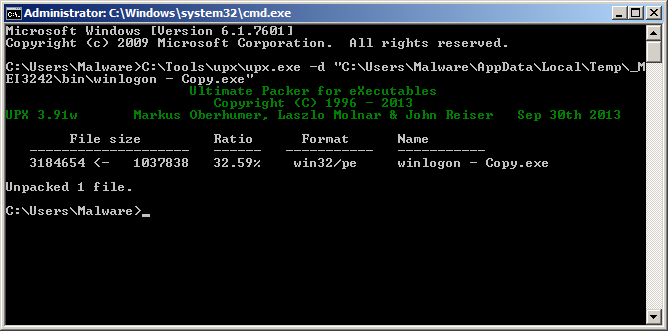 Administrator: C:\Windows\system32\cmd.exe
Microsoft Windows [Version 6.1.7601]
Copyright (c) 2009 Microsoft Corporation.  All rights reserved.
C:\Users\Malware>C:\Tools\upx\upx.exe -d "C:\Users\Malware\AppData\Local\Temp\_M
EI3242\bin\winlogon - Copy.exe"
Ultimate Packer for eXecutables
Copyright (C) 1996 - 2013
UPX 3.91w       Markus Oberhumer, Laszlo Molnar & John Reiser   Sep 30th 2013
File size         Ratio      Format      Name
--------------------   ------   -----------   -----------
3184654 <-   1037838   32.59%    win32/pe     winlogon - Copy.exe
Unpacked 1 file.
C:\Users\Malware>_